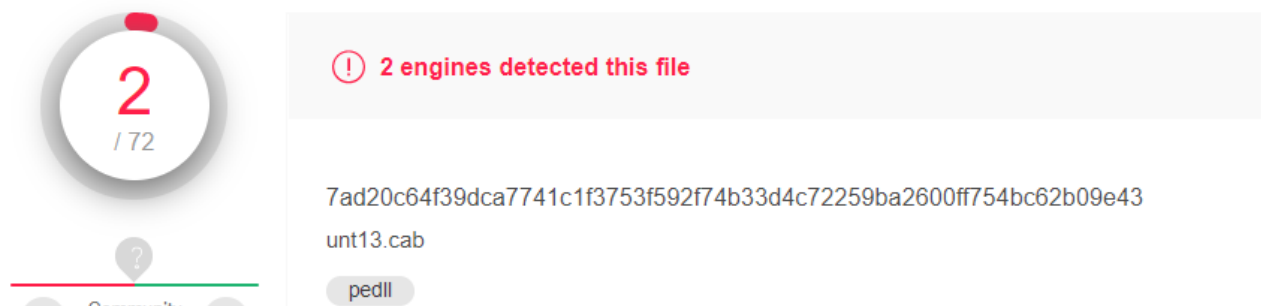 2
/ 72
2 engines detected this file
7ad20c64f39dca7741c1f3753f592f74b33d4c72259ba2600ff754bc62b09e43
unt13.cab
pedll
?